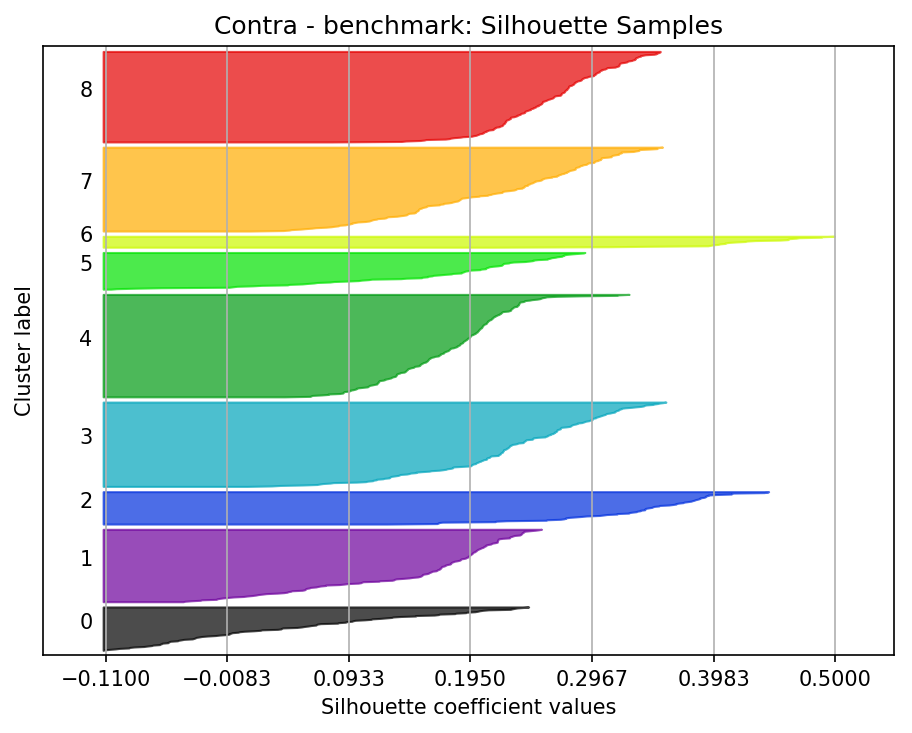 Contra - benchmark: Silhouette Samples
8
7
6
5
4
3
2
1
0
Cluster label
−0.1100 −0.0083 0.0933 0.1950 0.2967 0.3983 0.5000
Silhouette coefficient values